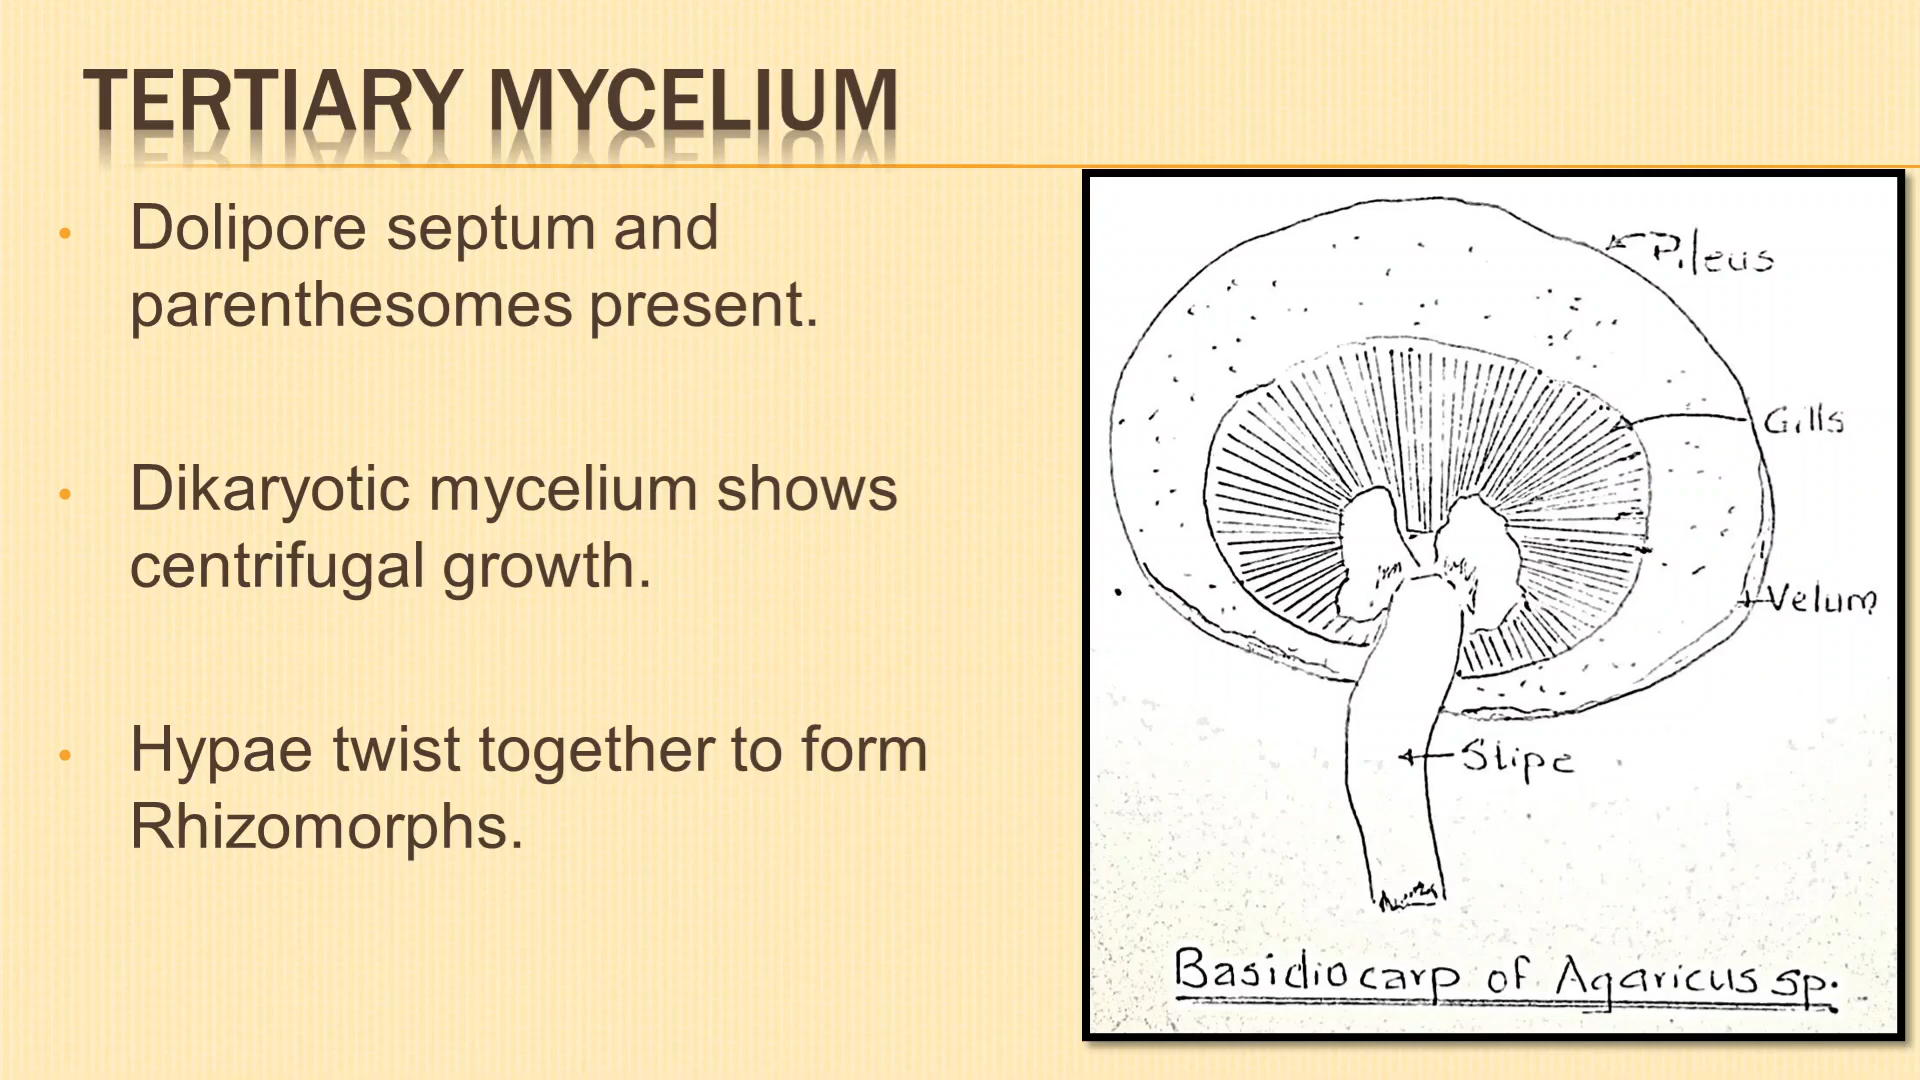 TERTIARY MYCELIUM
• Dolipore septum and
parenthesomes present.
• Dikaryotic mycelium shows
centrifugal growth.
• Hypae twist together to form
Rhizomorphs.
Pileus
Gills
Velum
Stipe
Basidiocarp of Agaricus sp.